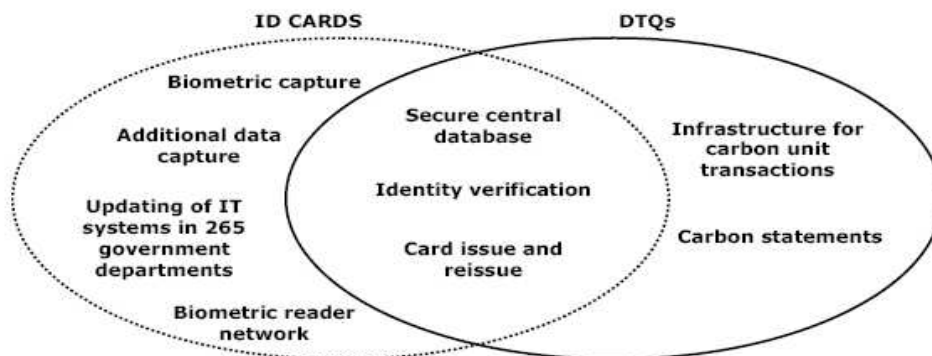 ID CARDS
DTQs
Biometric capture
Additional data
capture
Updating of IT
systems in 265
government
departments
Biometric reader
network
Secure central
database
Identity verification
Card issue and
reissue
Infrastructure for
carbon unit
transactions
Carbon statements